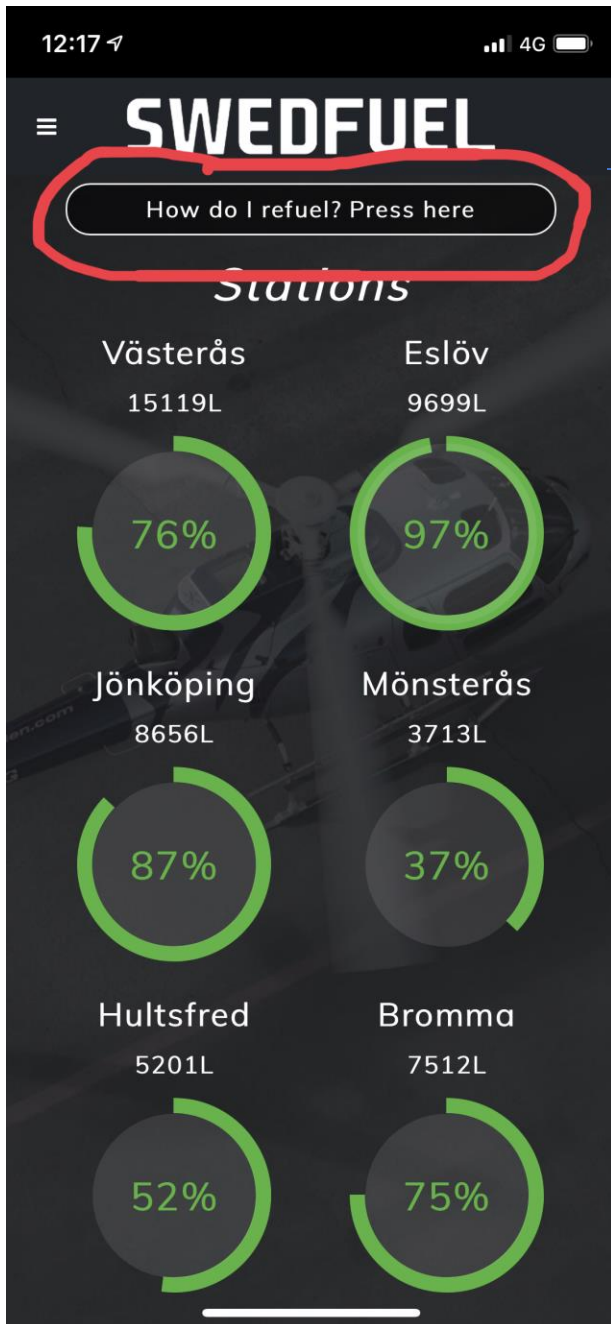 12:17 4G
SWEDFUEL
How do I refuel? Press here
Stations
Västerås Eslöv
15119L 9699L
76% 97%
Jönköping Mönsterås
8656L 3713L
87% 37%
Hultsfred Bromma
5201L 7512L
52% 75%